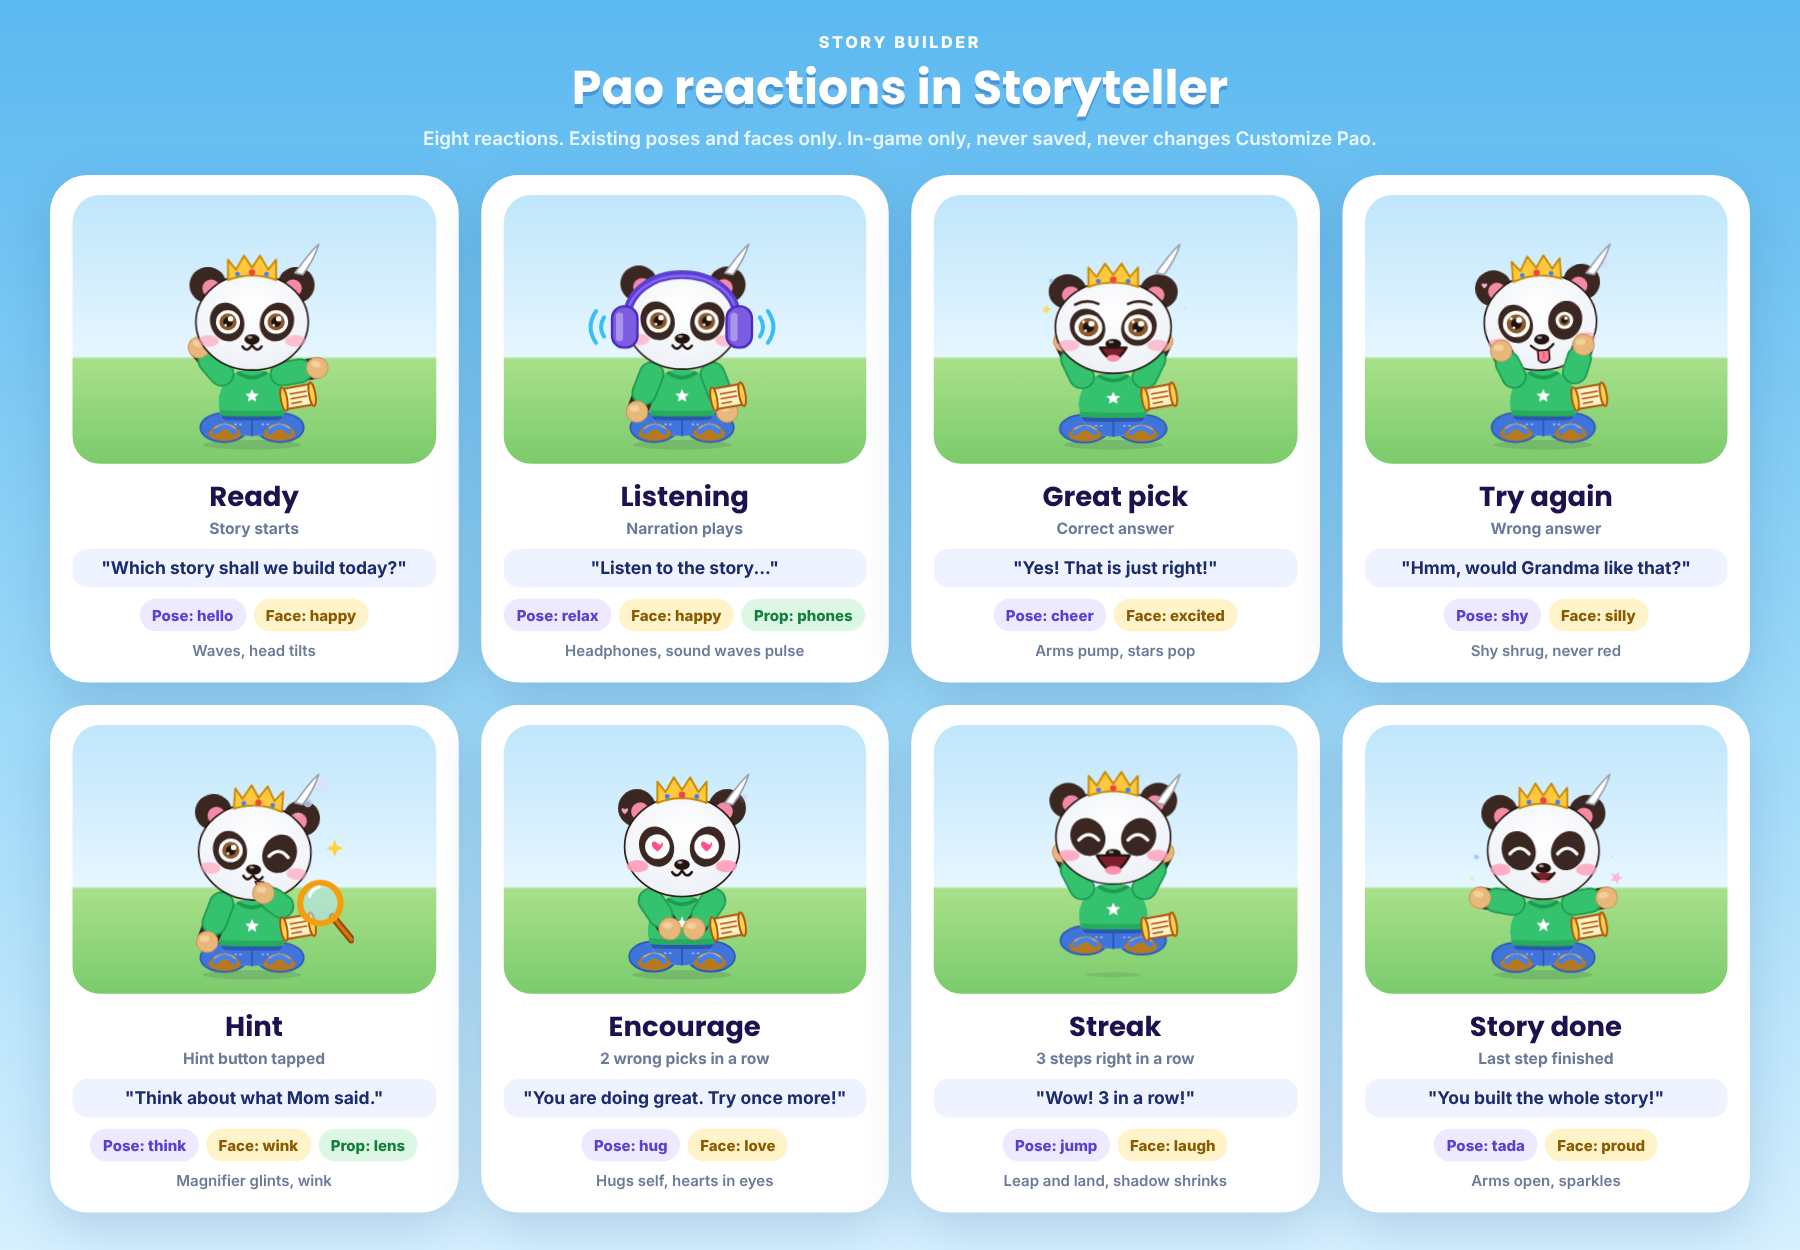 STORY BUILDER
Pao reactions in Storyteller
Eight reactions. Existing poses and faces only. In-game only, never saved, never changes Customize Pao.
Ready
Story starts
"Which story shall we build today?"
Pose: hello
Face: happy
Waves, head tilts
Listening
Narration plays
"Listen to the story..."
Pose: relax
Face: happy
Prop: phones
Headphones, sound waves pulse
Great pick
Correct answer
"Yes! That is just right!"
Pose: cheer
Face: excited
Arms pump, stars pop
Try again
Wrong answer
"Hmm, would Grandma like that?"
Pose: shy
Face: silly
Shy shrug, never red
Hint
Hint button tapped
"Think about what Mom said."
Pose: think
Face: wink
Prop: lens
Magnifier glints, wink
Encourage
2 wrong picks in a row
"You are doing great. Try once more!"
Pose: hug
Face: love
Hugs self, hearts in eyes
Streak
3 steps right in a row
"Wow! 3 in a row!"
Pose: jump
Face: laugh
Leap and land, shadow shrinks
Story done
Last step finished
"You built the whole story!"
Pose: tada
Face: proud
Arms open, sparkles